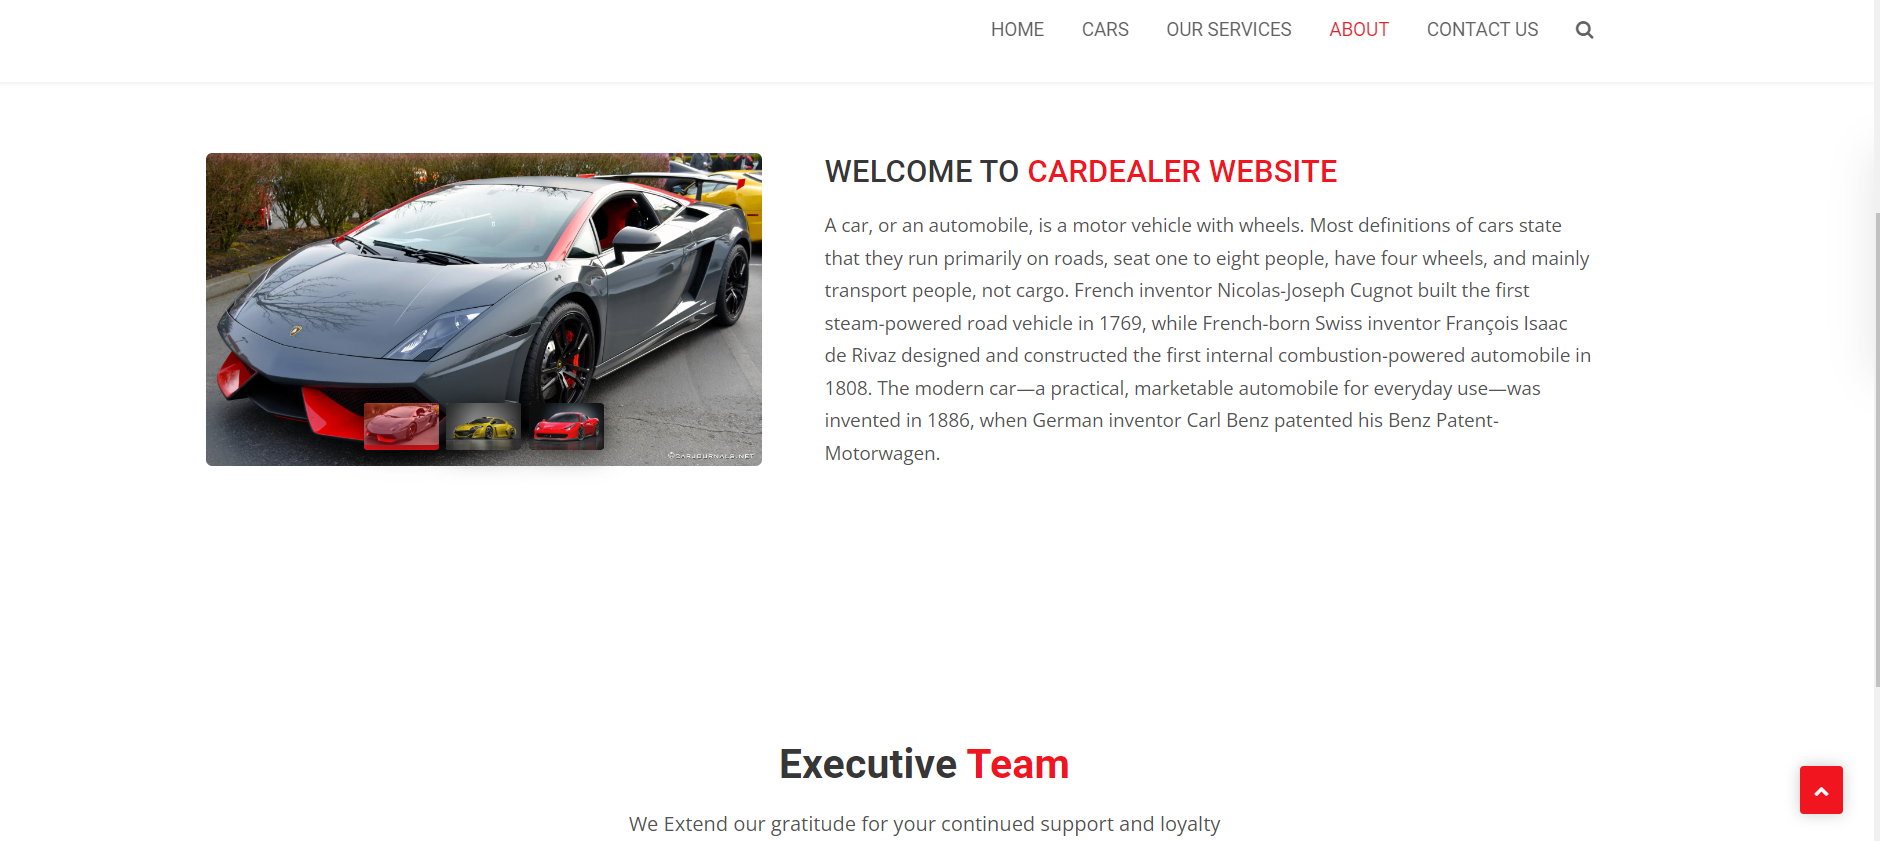 HOME CARS OUR SERVICES ABOUT CONTACT US
WELCOME TO CARDEALER WEBSITE
A car, or an automobile, is a motor vehicle with wheels. Most definitions of cars state
that they run primarily on roads, seat one to eight people, have four wheels, and mainly
transport people, not cargo. French inventor Nicolas-Joseph Cugnot built the first
steam-powered road vehicle in 1769, while French-born Swiss inventor François Isaac
de Rivaz designed and constructed the first internal combustion-powered automobile in
1808. The modern car—a practical, marketable automobile for everyday use—was
invented in 1886, when German inventor Carl Benz patented his Benz Patent-
Motorwagen.
©CARJOURNALS.NET
Executive Team
We Extend our gratitude for your continued support and loyalty